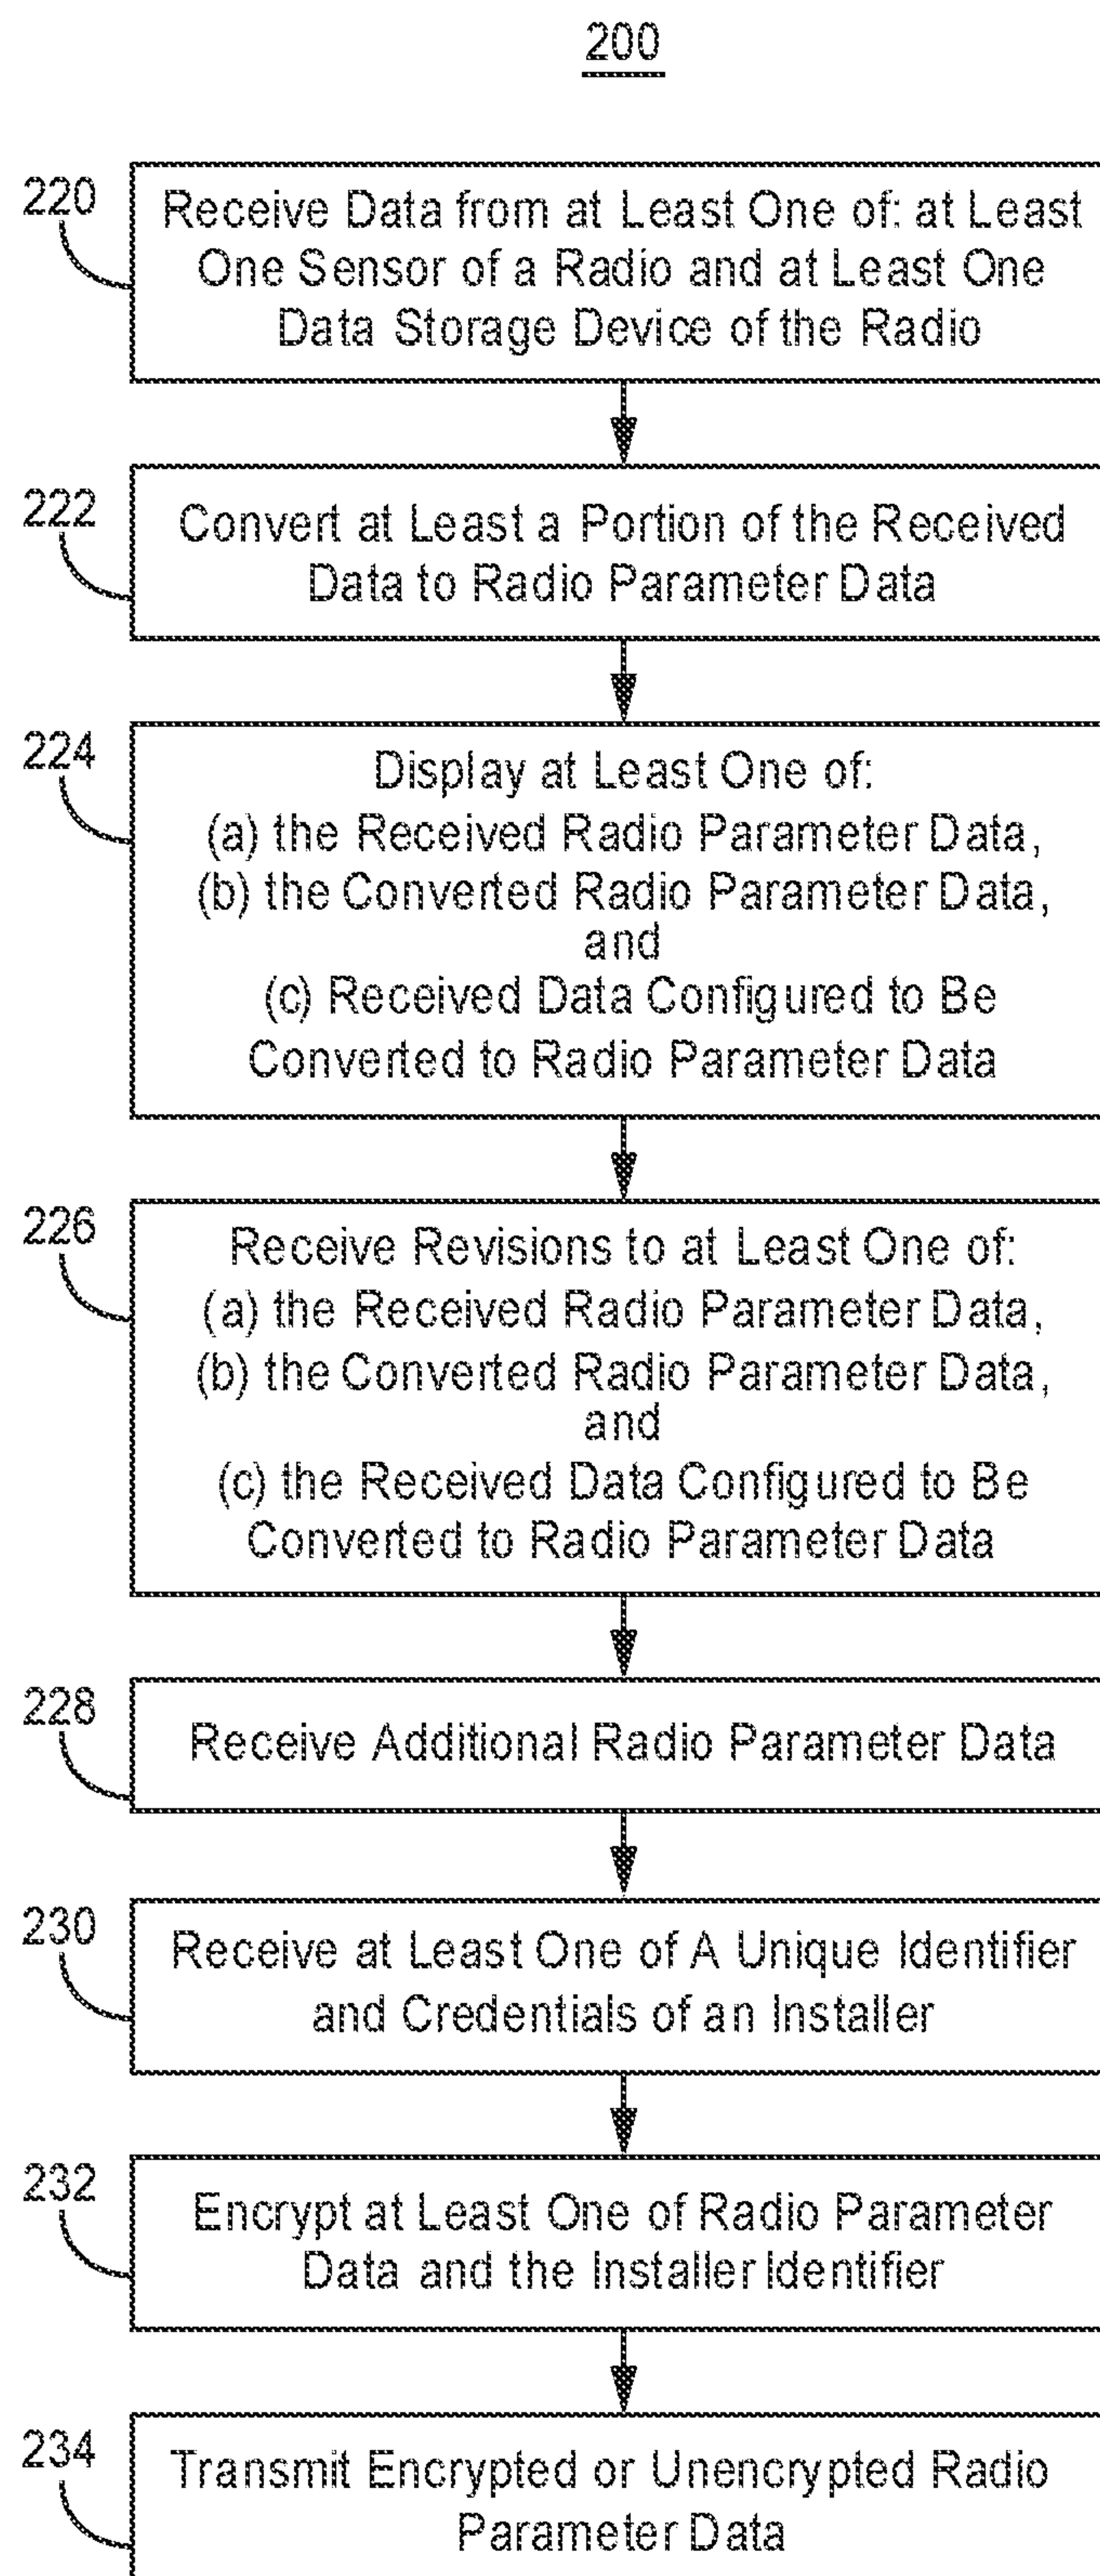 200
220
Receive Data from at Least One of: at Least
One Sensor of a Radio and at Least One
Data Storage Device of the Radio
222
Convert at Least a Portion of the Received
Data to Radio Parameter Data
224
Display at Least One of:
(a) the Received Radio Parameter Data,
(b) the Converted Radio Parameter Data,
and
(c) Received Data Configured to Be
Converted to Radio Parameter Data
226
Receive Revisions to at Least One of:
(a) the Received Radio Parameter Data,
(b) the Converted Radio Parameter Data,
and
(c) the Received Data Configured to Be
Converted to Radio Parameter Data
228
Receive Additional Radio Parameter Data
230
Receive at Least One of A Unique Identifier
and Credentials of an Installer
232
Encrypt at Least One of Radio Parameter
Data and the Installer Identifier
234
Transmit Encrypted or Unencrypted Radio
Parameter Data